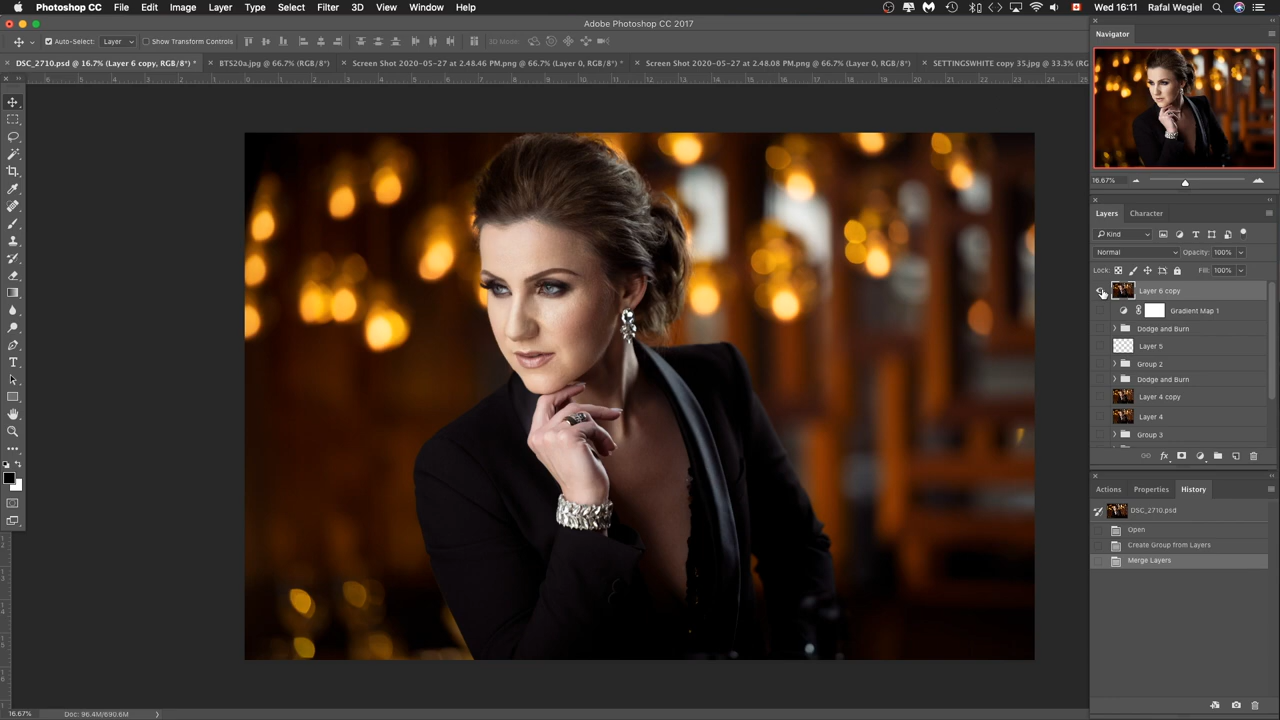 Photoshop CC File Edit Image Layer Type Select Filter 3D View Window Help Wed 16:11 Rafal Wegiel
Adobe Photoshop CC 2017
Auto-Select: Layer Show Transform Controls 3D Mode:
DSC_2710.psd @ 16.7% (Layer 6 copy, RGB/8*) * BTS20a.jpg @ 66.7% (RGB/8*) Screen Shot 2020-05-27 at 2.48.46 PM.png @ 66.7% (Layer 0, RGB/8*) * Screen Shot 2020-05-27 at 2.48.08 PM.png @ 66.7% (Layer 0, RGB/8*) SETTINGSWHITE copy 35.jpg @ 33.3% (RG
Navigator
16.67%
Layers Character
Kind
Normal Opacity: 100%
Lock: Fill: 100%
Layer 6 copy
Gradient Map 1
Dodge and Burn
Layer 5
Group 2
Dodge and Burn
Layer 4 copy
Layer 4
Group 3
Actions Properties History
DSC_2710.psd
Open
Create Group from Layers
Merge Layers
16.67% Doc: 96.4M/690.6M